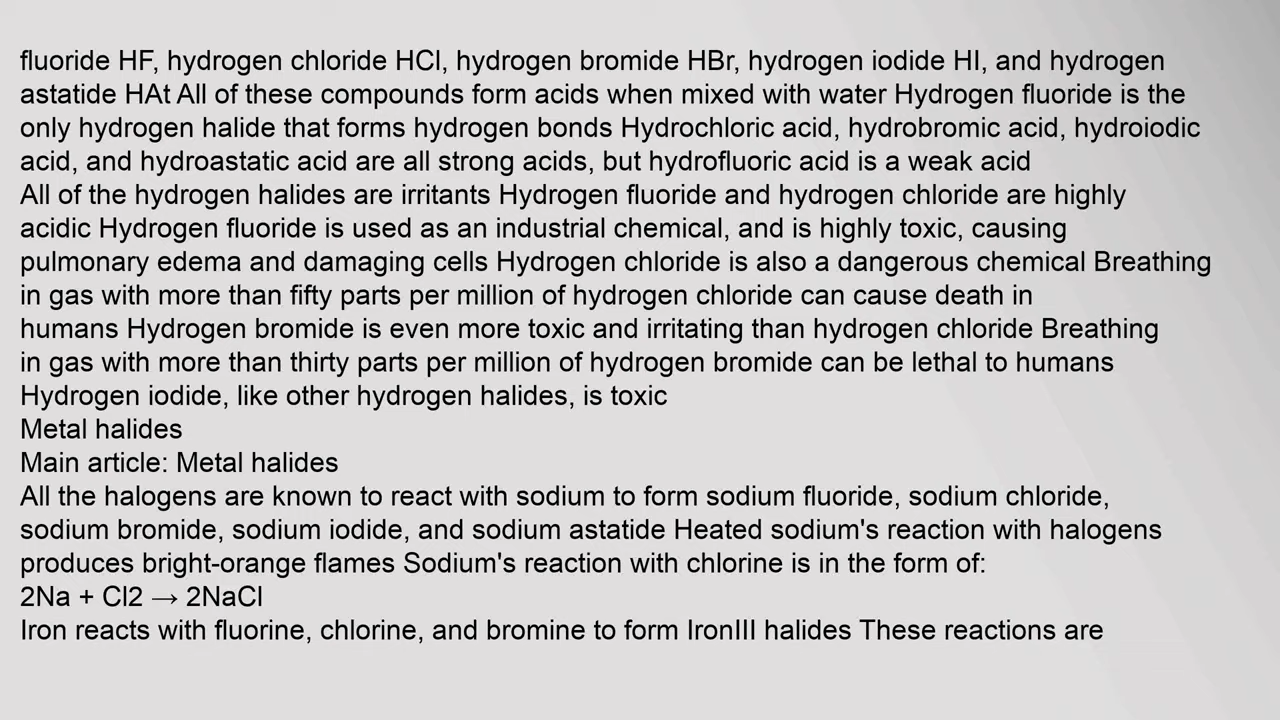 fluoride HF, hydrogen chloride HCl, hydrogen bromide HBr, hydrogen iodide HI, and hydrogen
astatide HAt All of these compounds form acids when mixed with water Hydrogen fluoride is the
only hydrogen halide that forms hydrogen bonds Hydrochloric acid, hydrobromic acid, hydroiodic
acid, and hydroastatic acid are all strong acids, but hydrofluoric acid is a weak acid
All of the hydrogen halides are irritants Hydrogen fluoride and hydrogen chloride are highly
acidic Hydrogen fluoride is used as an industrial chemical, and is highly toxic, causing
pulmonary edema and damaging cells Hydrogen chloride is also a dangerous chemical Breathing
in gas with more than fifty parts per million of hydrogen chloride can cause death in
humans Hydrogen bromide is even more toxic and irritating than hydrogen chloride Breathing
in gas with more than thirty parts per million of hydrogen bromide can be lethal to humans
Hydrogen iodide, like other hydrogen halides, is toxic
Metal halides
Main article: Metal halides
All the halogens are known to react with sodium to form sodium fluoride, sodium chloride,
sodium bromide, sodium iodide, and sodium astatide Heated sodium's reaction with halogens
produces bright-orange flames Sodium's reaction with chlorine is in the form of:
2Na + Cl2 → 2NaCl
Iron reacts with fluorine, chlorine, and bromine to form IronIII halides These reactions are